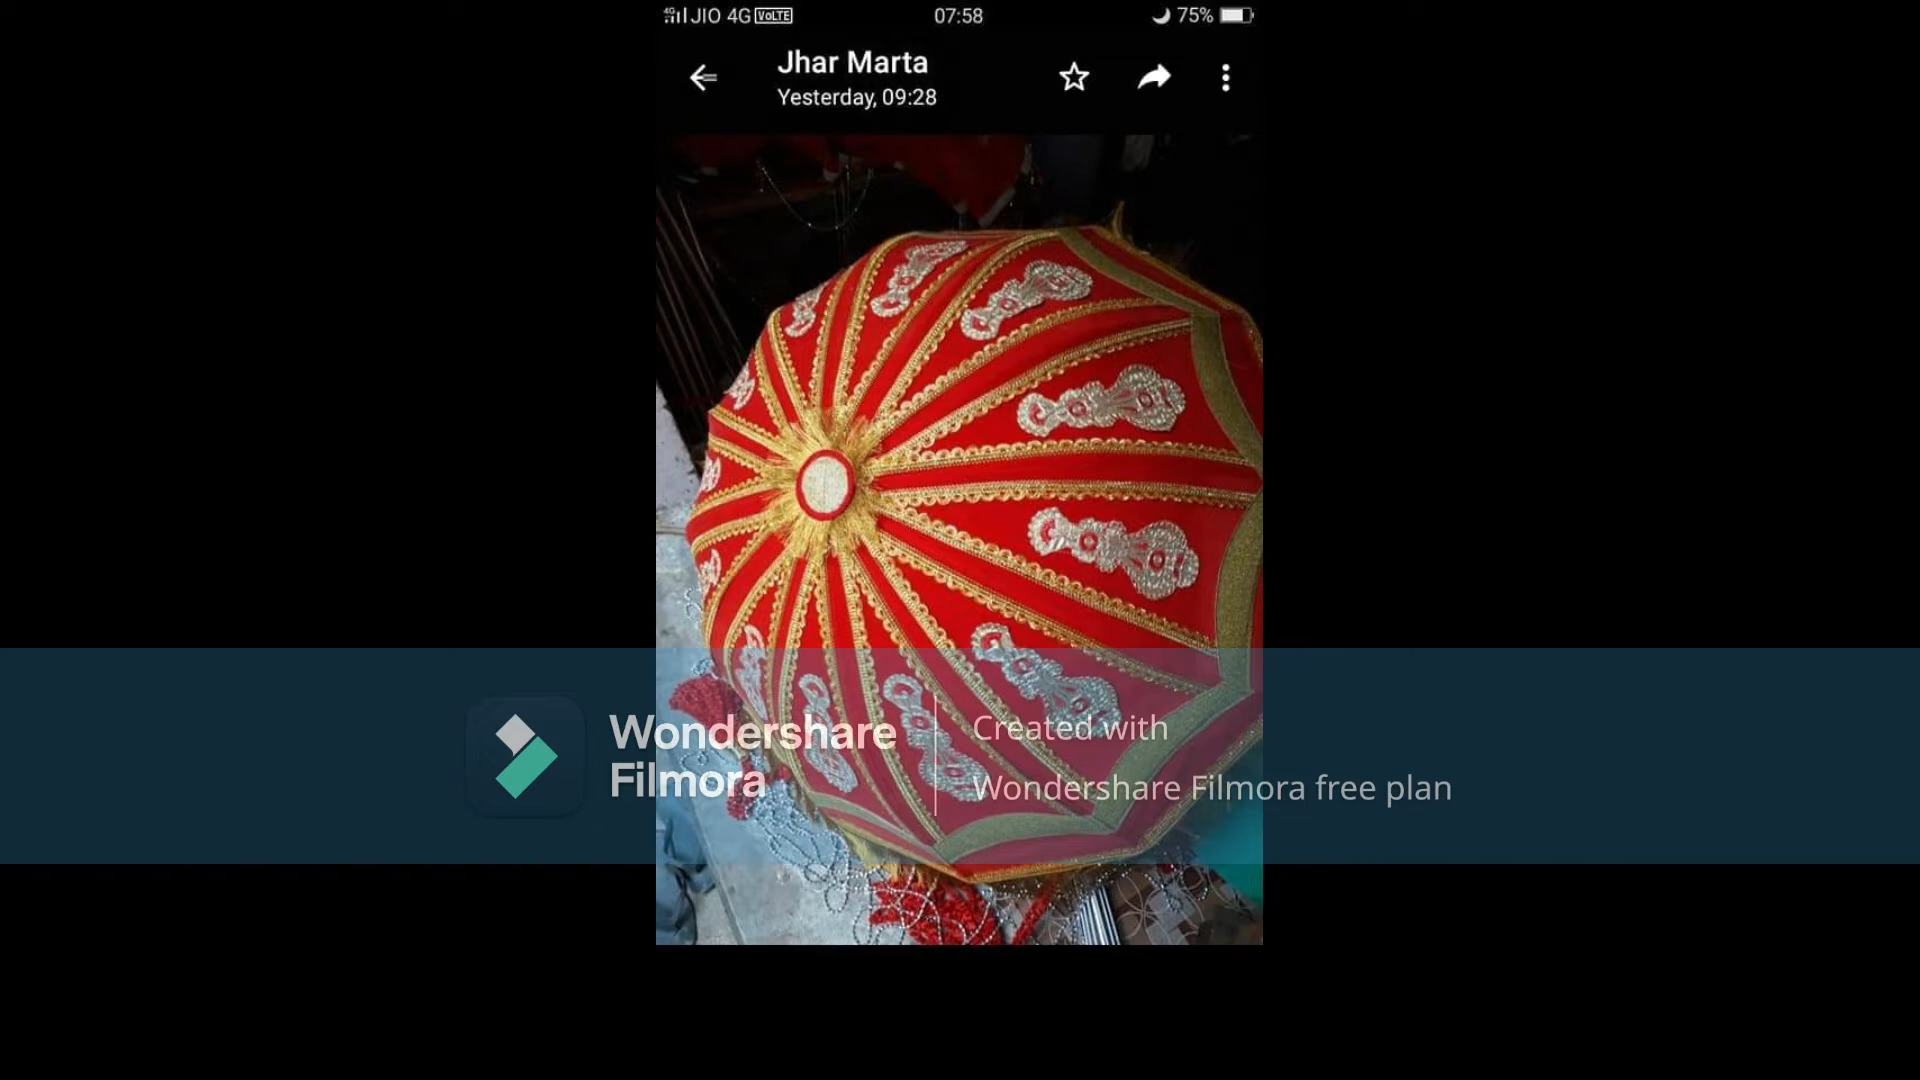 4G JIO 4G VoLTE 07:58 75%
Jhar Marta
Yesterday, 09:28
Wondershare
Filmora
Created with
Wondershare Filmora free plan